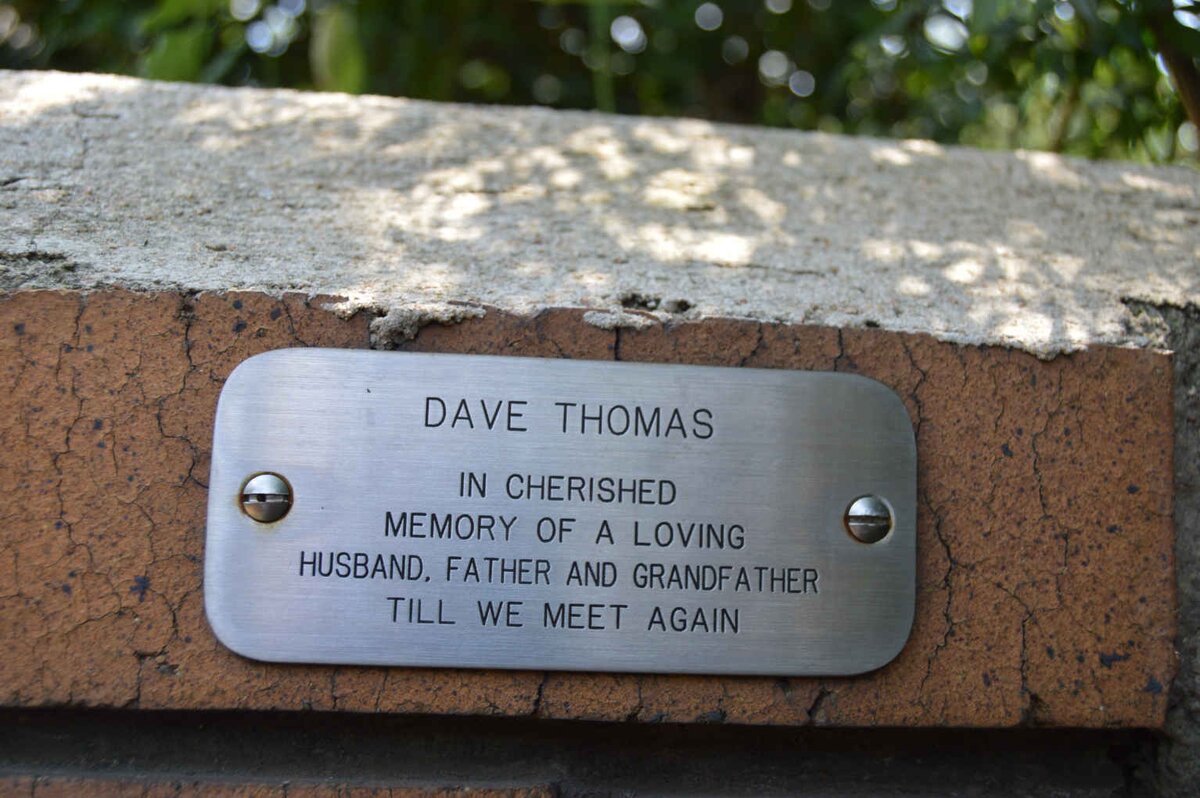 DAVE THOMAS
IN CHERISHED
MEMORY OF A LOVING
HUSBAND, FATHER AND GRANDFATHER
TILL WE MEET AGAIN